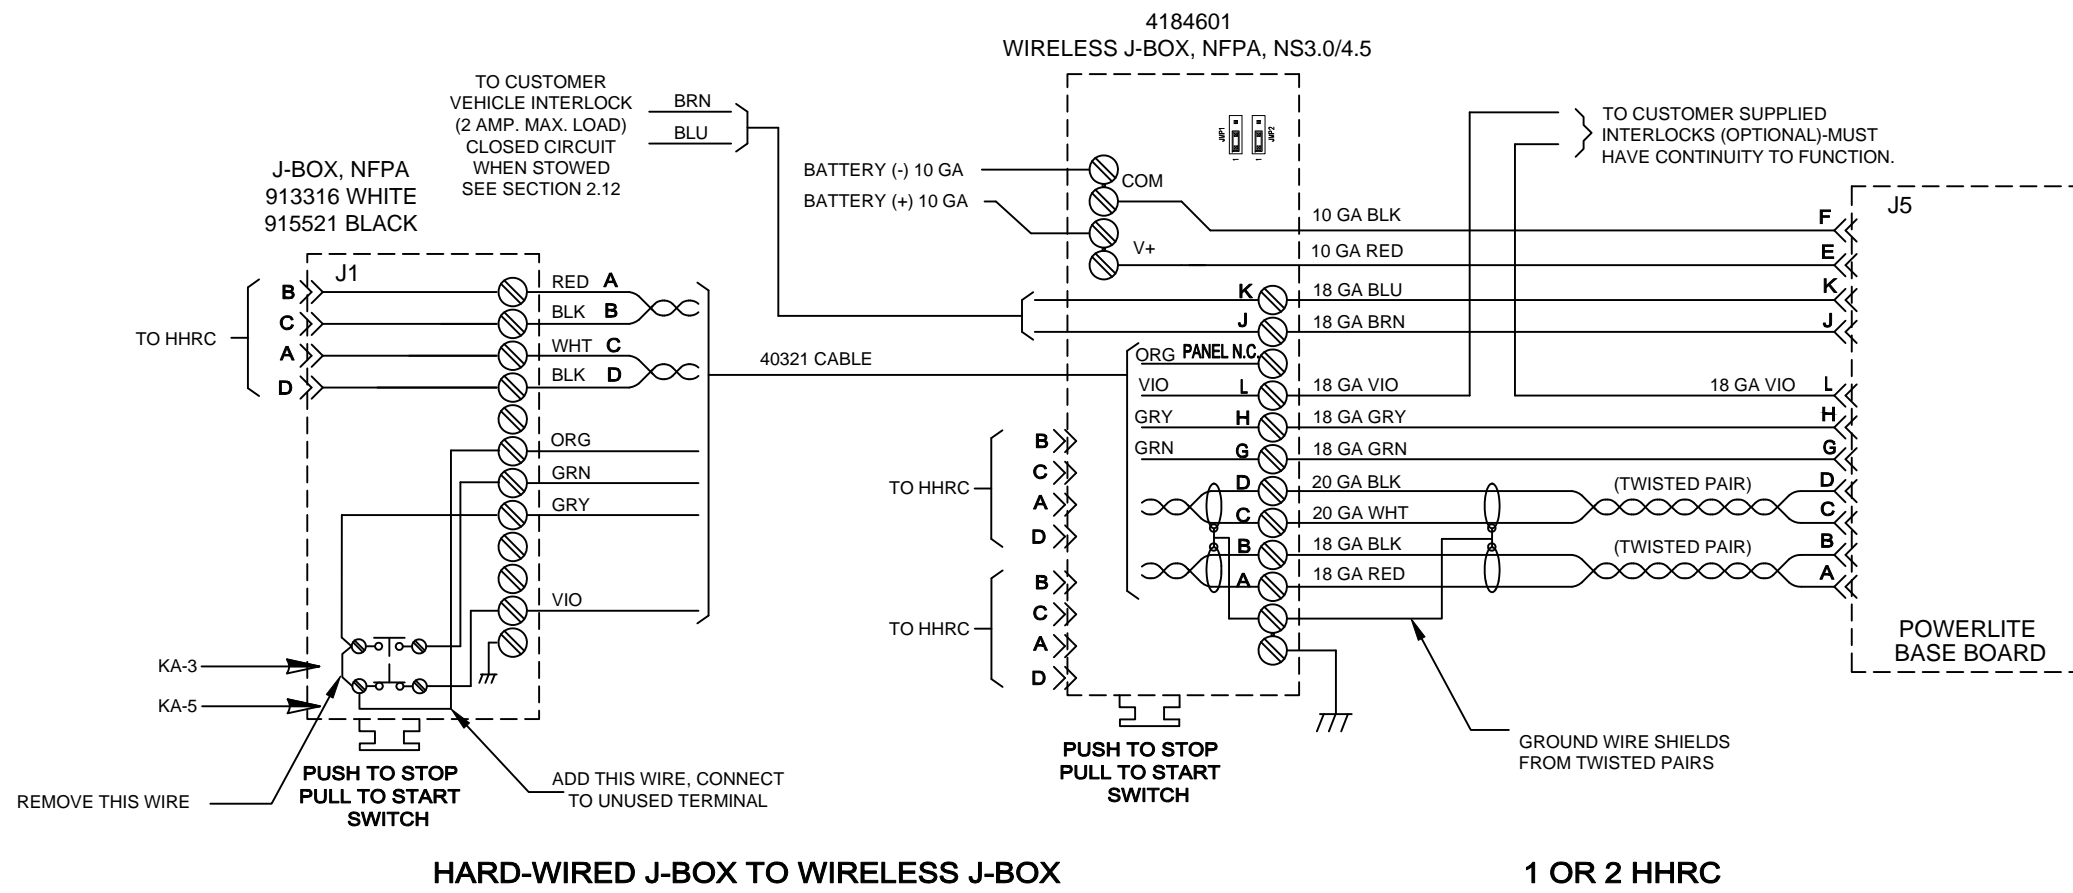 4184601
WIRELESS J-BOX, NFPA, NS3.0/4.5
TO CUSTOMER
VEHICLE INTERLOCK
(2 AMP. MAX. LOAD)
CLOSED CIRCUIT
WHEN STOWED
SEE SECTION 2.12
BRN
BLU
J-BOX, NFPA
913316 WHITE
915521 BLACK
J1
B
C
A
D
TO HHRC
RED A
BLK B
WHT C
BLK D
ORG
GRN
GRY
VIO
40321 CABLE
KA-3
KA-5
REMOVE THIS WIRE
PUSH TO STOP
PULL TO START
SWITCH
ADD THIS WIRE, CONNECT
TO UNUSED TERMINAL
BATTERY (-) 10 GA
BATTERY (+) 10 GA
COM
V+
JMP1
1
JMP2
1
K
J
ORG PANEL N.C.
VIO L
GRY H
GRN G
D
C
B
A
TO HHRC
B
C
A
D
TO HHRC
B
C
A
D
PUSH TO STOP
PULL TO START
SWITCH
TO CUSTOMER SUPPLIED
INTERLOCKS (OPTIONAL)-MUST
HAVE CONTINUITY TO FUNCTION.
J5
10 GA BLK F
10 GA RED E
18 GA BLU K
18 GA BRN J
18 GA VIO 18 GA VIO L
18 GA GRY H
18 GA GRN G
20 GA BLK (TWISTED PAIR) D
20 GA WHT C
18 GA BLK (TWISTED PAIR) B
18 GA RED A
POWERLITE
BASE BOARD
GROUND WIRE SHIELDS
FROM TWISTED PAIRS
HARD-WIRED J-BOX TO WIRELESS J-BOX
1 OR 2 HHRC